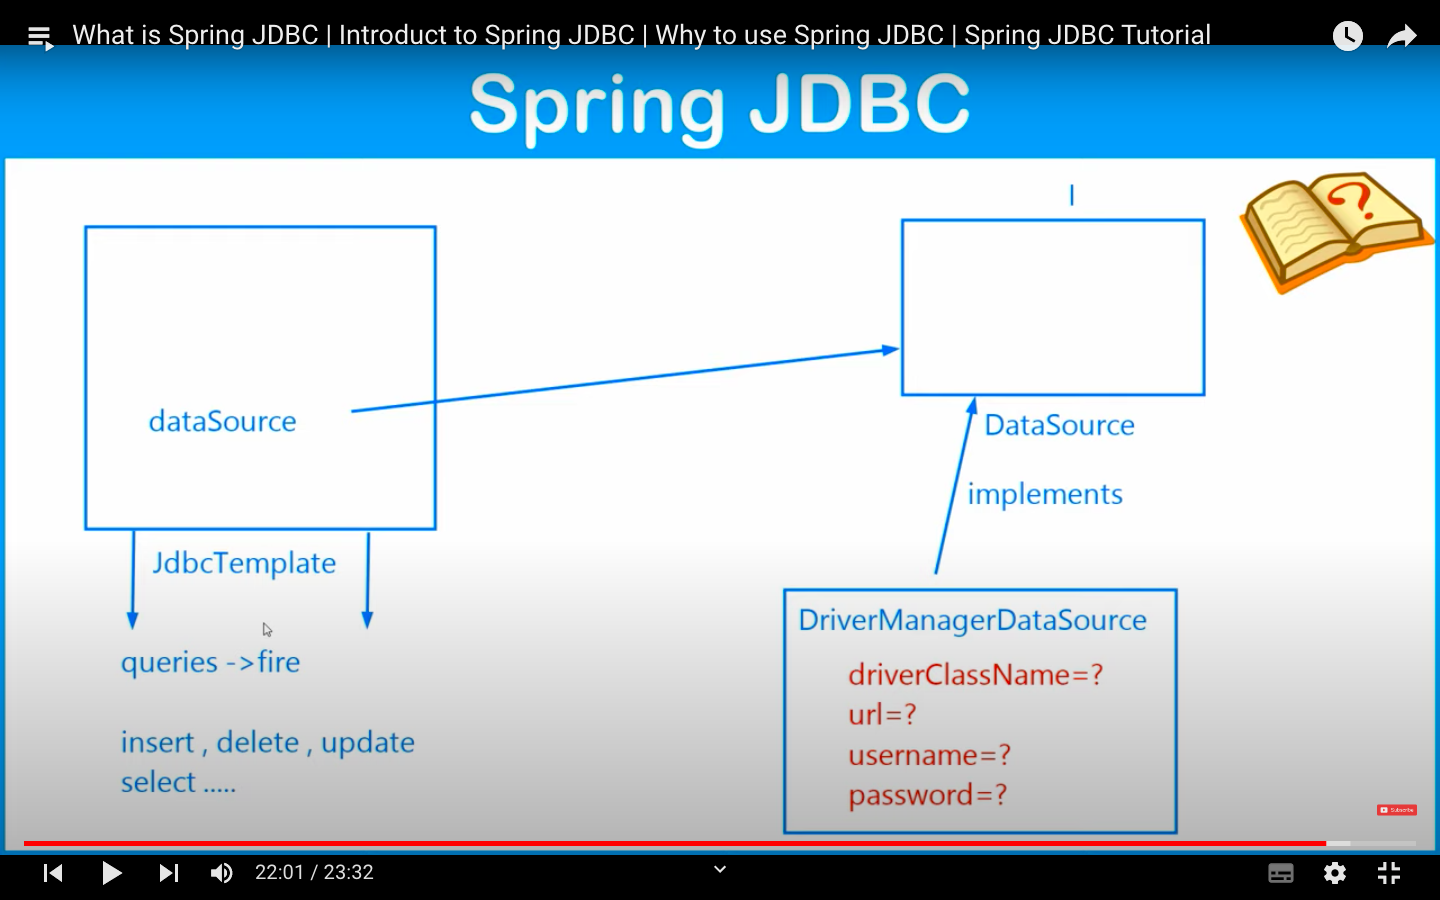 What is Spring JDBC | Introduct to Spring JDBC | Why to use Spring JDBC | Spring JDBC Tutorial
Spring JDBC
I
?
dataSource
JdbcTemplate
queries ->fire
insert , delete , update
select .....
DataSource
implements
DriverManagerDataSource
driverClassName=?
url=?
username=?
password=?
Subscribe
22:01 / 23:32